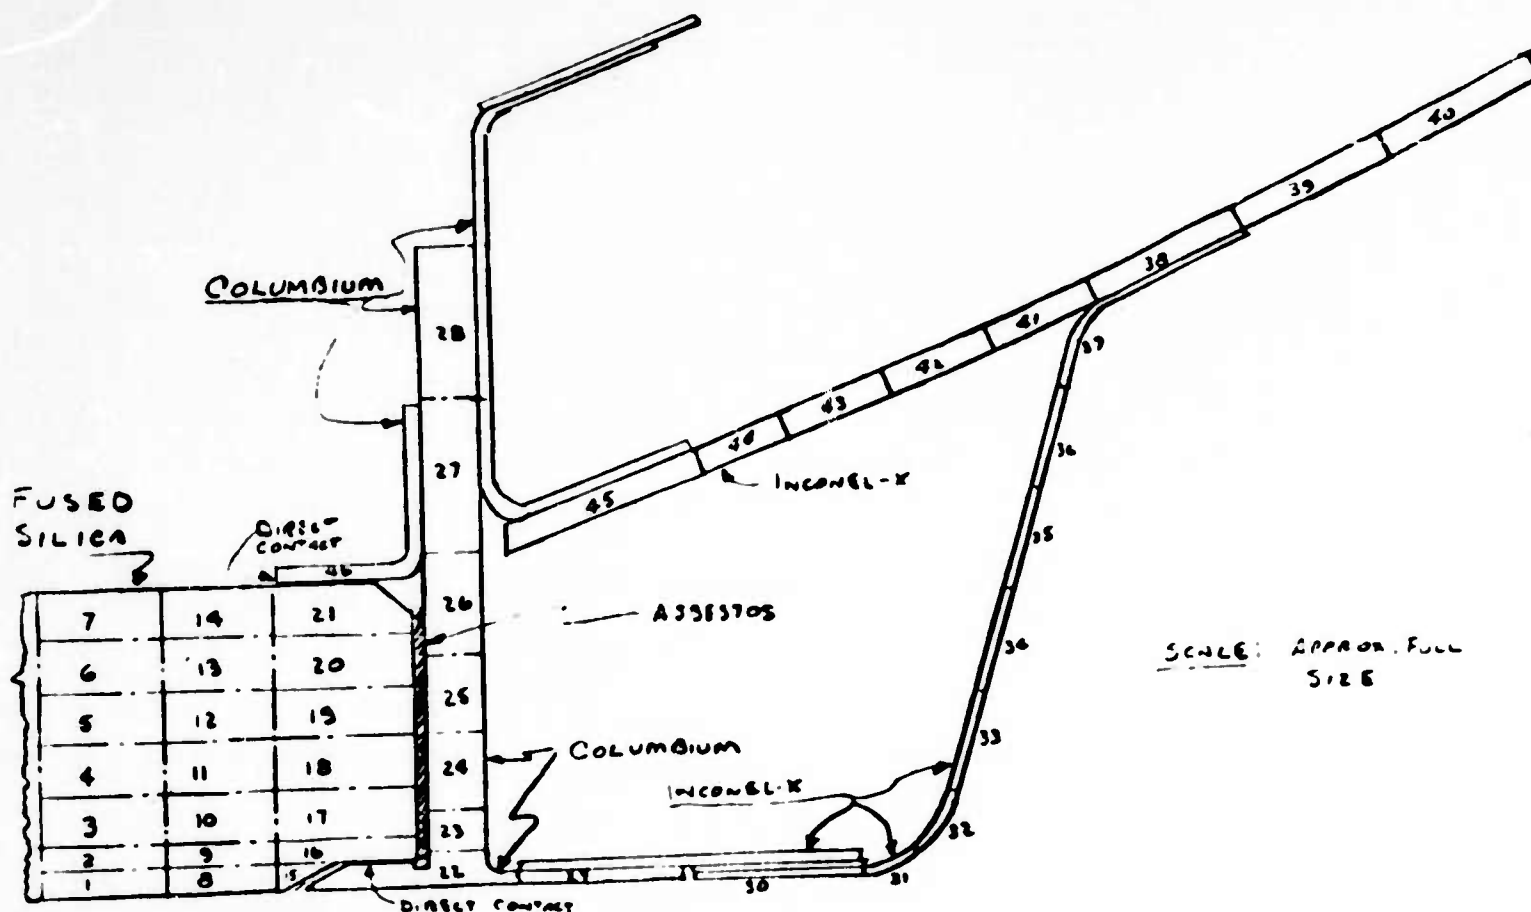 40
39
38
COLUMBIUM
28
41
37
42
43
44
36
27
INCONEL-X
45
FUSED
SILICA
DIRECT
CONTACT
46
35
7 14 21 26
ASBESTOS
34
SCALE: APPROX. FULL
SIZE
6 13 20
25
5 12 19
33
COLUMBIUM
4 11 18 24
INCONEL-X
3 10 17 23
32
2 9 16
1 8 15 22
30 31
DIRECT CONTACT